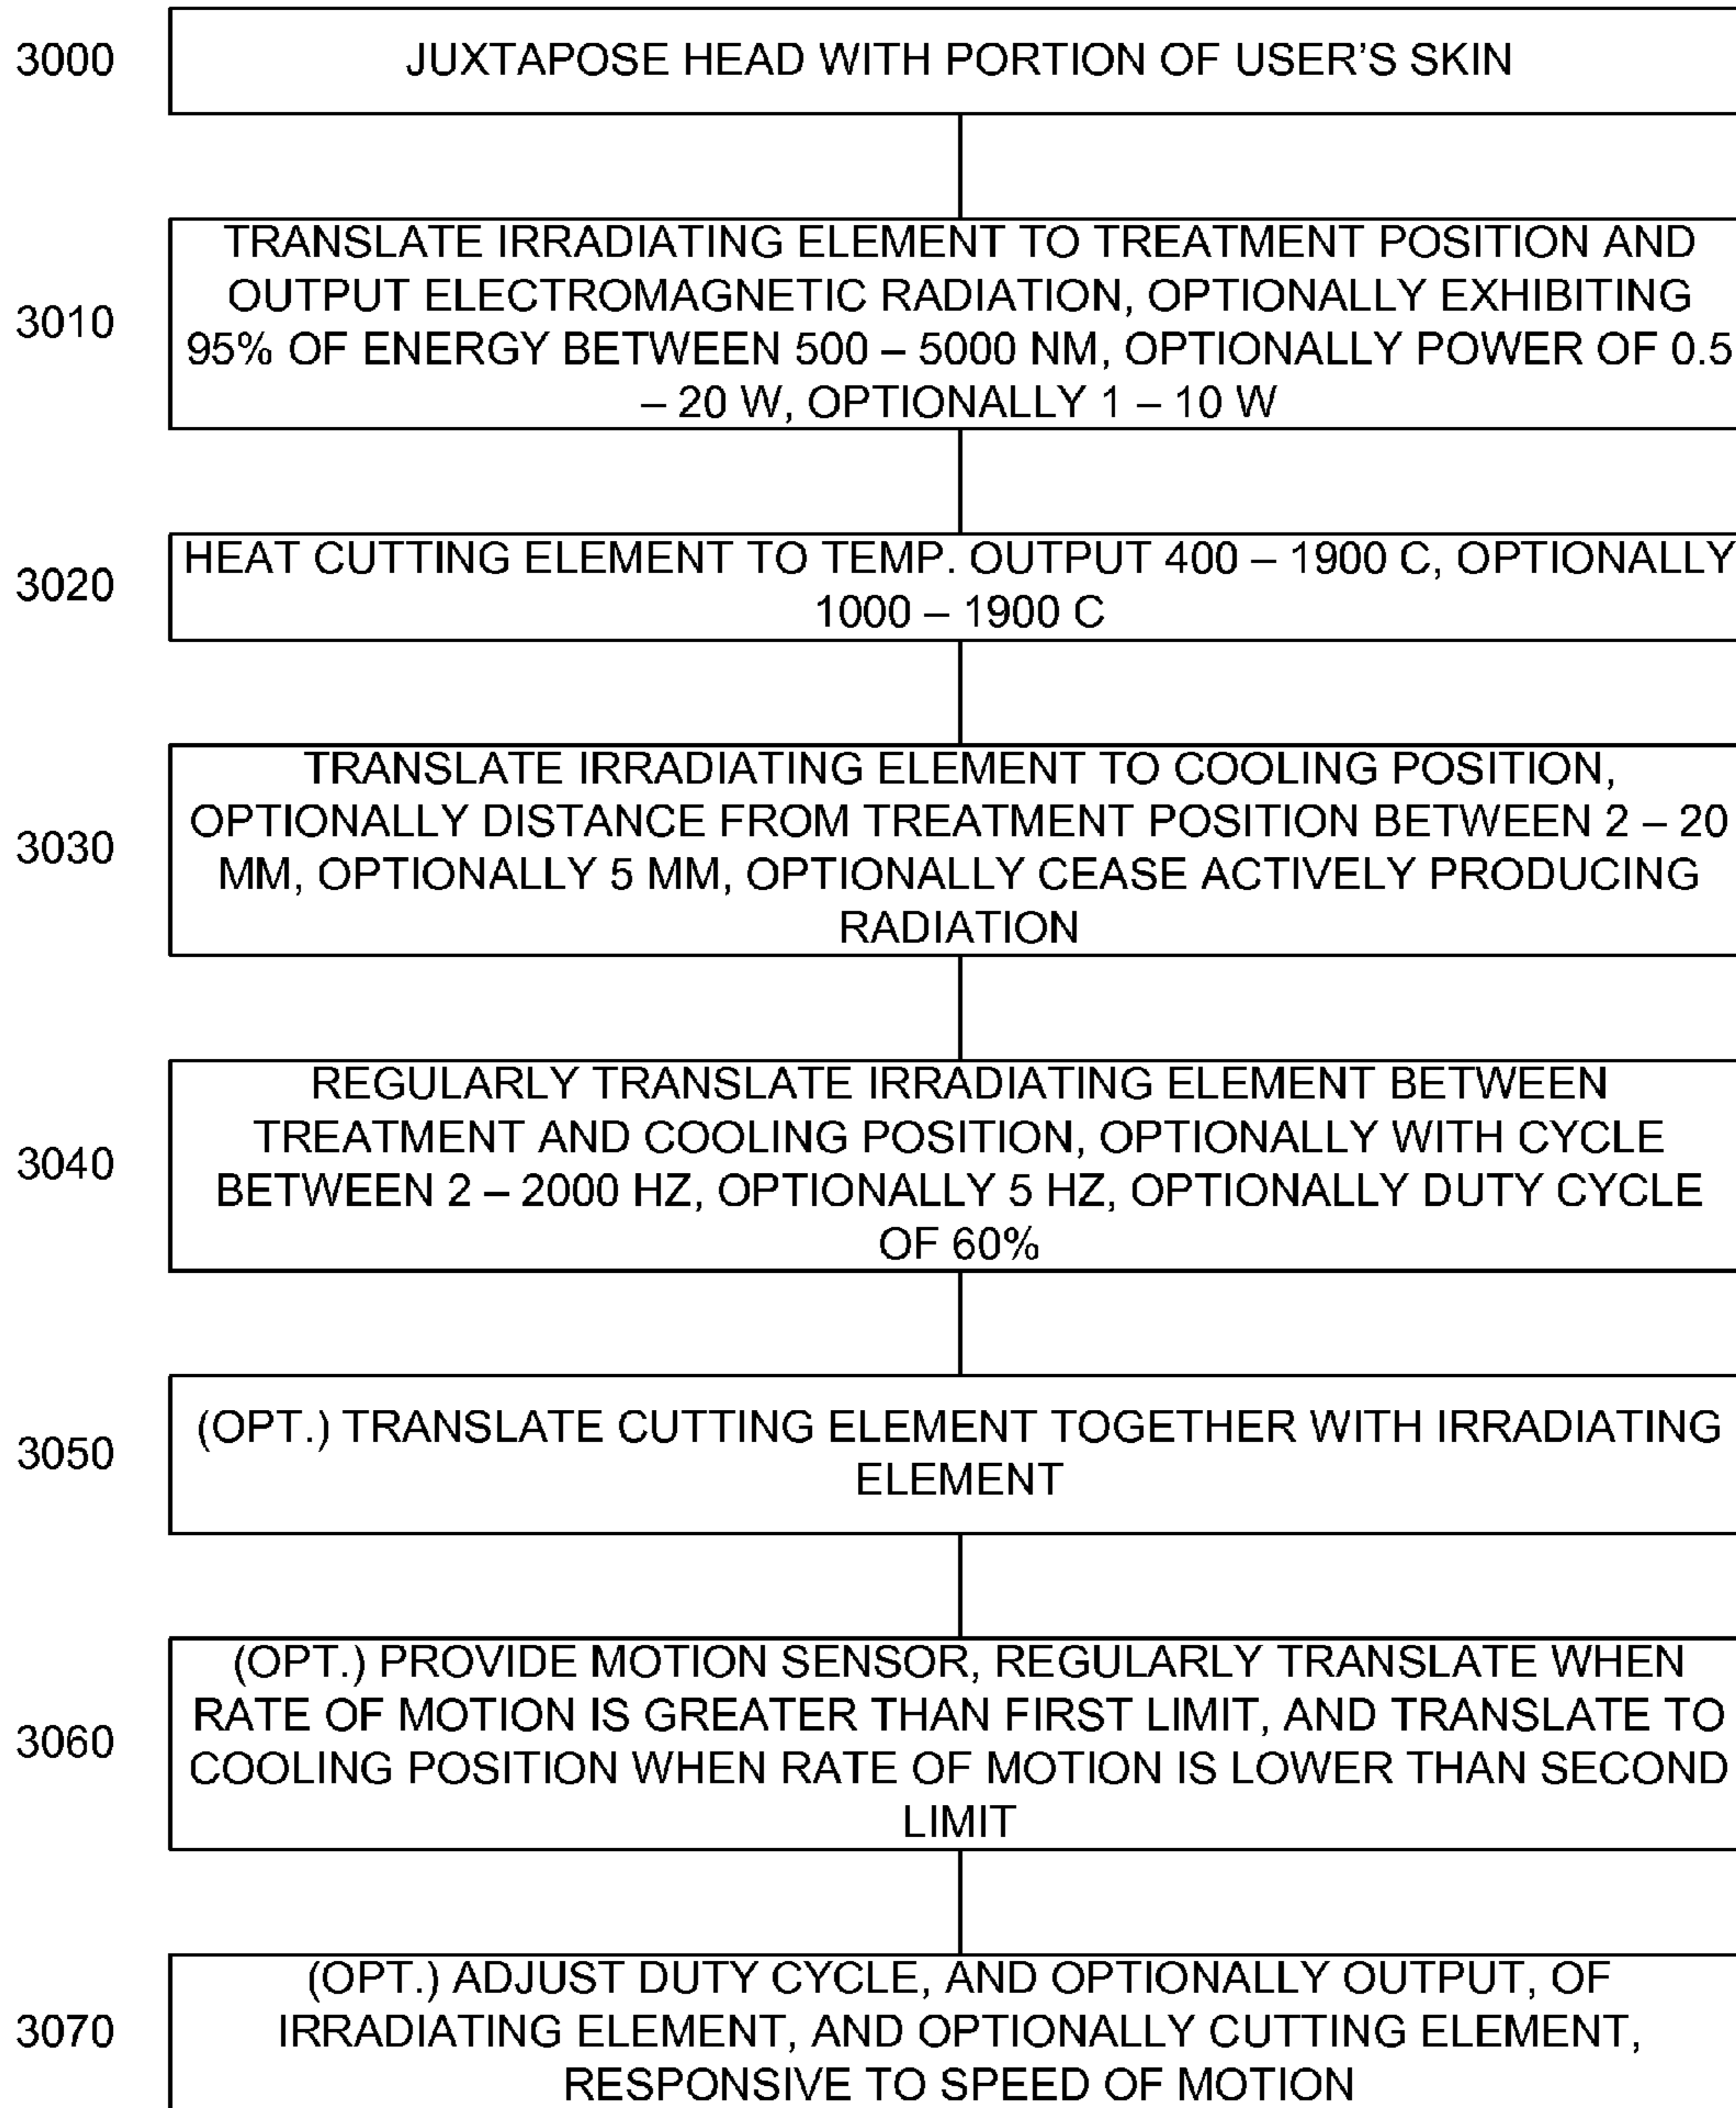 3000
JUXTAPOSE HEAD WITH PORTION OF USER'S SKIN
3010
TRANSLATE IRRADIATING ELEMENT TO TREATMENT POSITION AND
OUTPUT ELECTROMAGNETIC RADIATION, OPTIONALLY EXHIBITING
95% OF ENERGY BETWEEN 500 – 5000 NM, OPTIONALLY POWER OF 0.5
– 20 W, OPTIONALLY 1 – 10 W
3020
HEAT CUTTING ELEMENT TO TEMP. OUTPUT 400 – 1900 C, OPTIONALLY
1000 – 1900 C
3030
TRANSLATE IRRADIATING ELEMENT TO COOLING POSITION,
OPTIONALLY DISTANCE FROM TREATMENT POSITION BETWEEN 2 – 20
MM, OPTIONALLY 5 MM, OPTIONALLY CEASE ACTIVELY PRODUCING
RADIATION
3040
REGULARLY TRANSLATE IRRADIATING ELEMENT BETWEEN
TREATMENT AND COOLING POSITION, OPTIONALLY WITH CYCLE
BETWEEN 2 – 2000 HZ, OPTIONALLY 5 HZ, OPTIONALLY DUTY CYCLE
OF 60%
3050
(OPT.) TRANSLATE CUTTING ELEMENT TOGETHER WITH IRRADIATING
ELEMENT
3060
(OPT.) PROVIDE MOTION SENSOR, REGULARLY TRANSLATE WHEN
RATE OF MOTION IS GREATER THAN FIRST LIMIT, AND TRANSLATE TO
COOLING POSITION WHEN RATE OF MOTION IS LOWER THAN SECOND
LIMIT
3070
(OPT.) ADJUST DUTY CYCLE, AND OPTIONALLY OUTPUT, OF
IRRADIATING ELEMENT, AND OPTIONALLY CUTTING ELEMENT,
RESPONSIVE TO SPEED OF MOTION